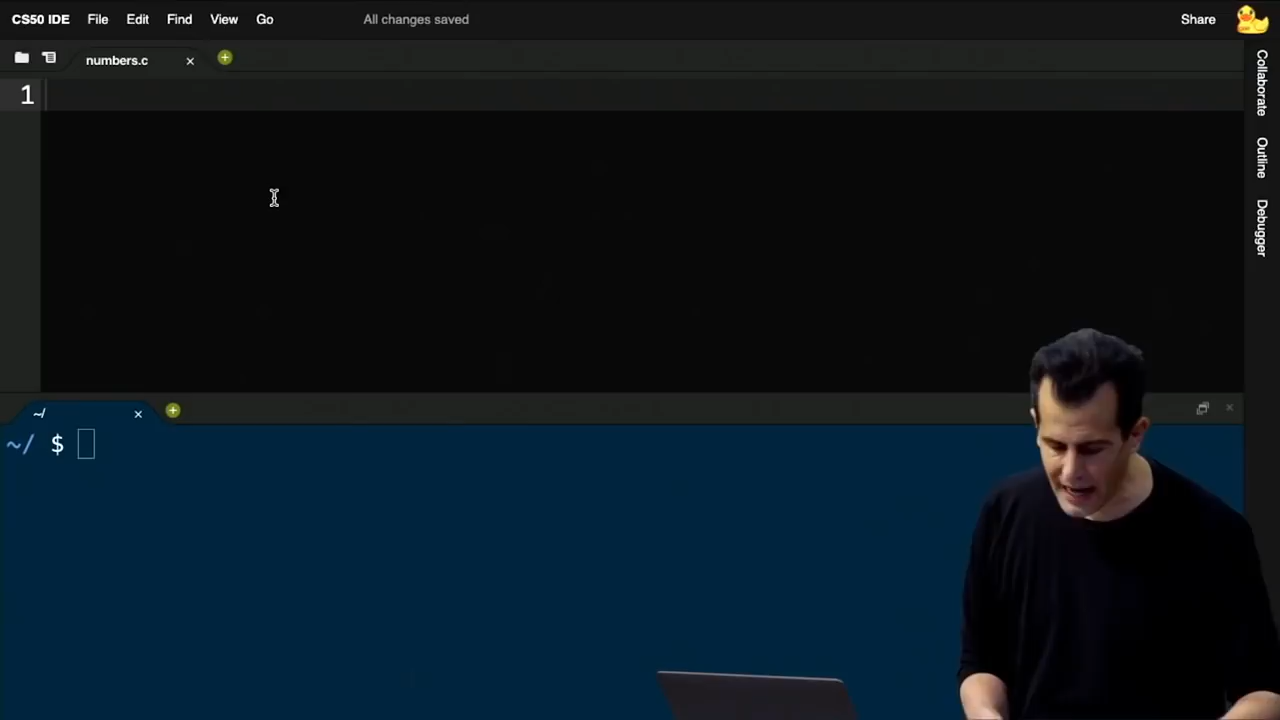 CS50 IDE File Edit Find View Go All changes saved Share
numbers.c
1
Collaborate
Outline
Debugger
~/
~/ $